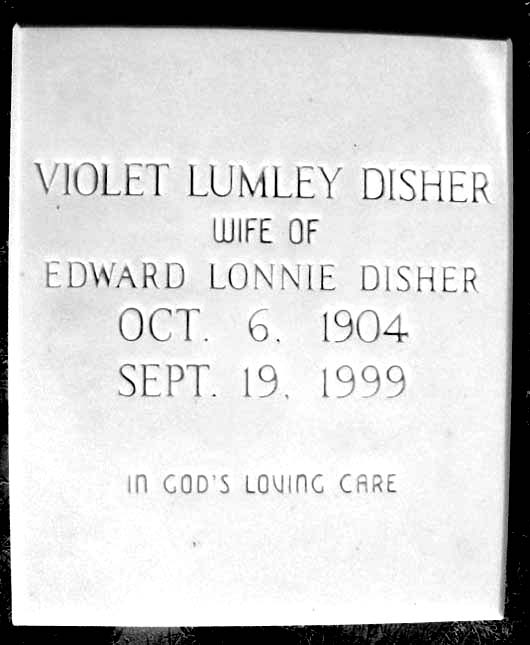 VIOLET LUMLEY DISHER
WIFE OF
EDWARD LONNIE DISHER
OCT. 6, 1904
SEPT. 19, 1999
IN GOD'S LOVING CARE